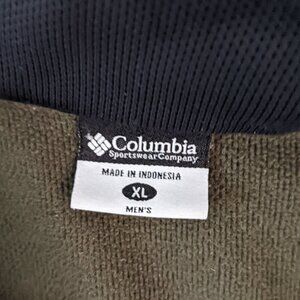 Columbia
Sportswear Company
MADE IN INDONESIA
XL
MEN'S